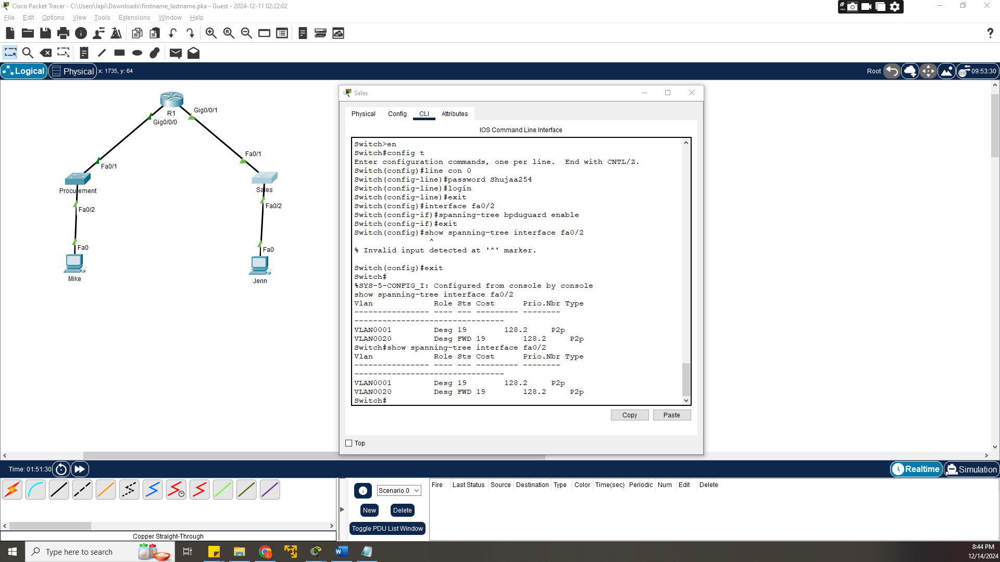 Cisco Packet Tracer - C:\Users\lapi\Downloads\firstname_lastname.pka - Guest - 2024-12-11 02:22:02
File Edit Options View Tools Extensions Window Help
Logical Physical x: 1735, y: 64
Root 09:53:30
R1
Gig0/0/1
Gig0/0/0
Fa0/1
Fa0/1
Procurement
Sales
Fa0/2
Fa0/2
Fa0
Fa0
Mike
Jenn
Sales
Physical Config CLI Attributes
IOS Command Line Interface
Switch>en
Switch#config t
Enter configuration commands, one per line.  End with CNTL/Z.
Switch(config)#line con 0
Switch(config-line)#password Shujaa254
Switch(config-line)#login
Switch(config-line)#exit
Switch(config)#interface fa0/2
Switch(config-if)#spanning-tree bpduguard enable
Switch(config-if)#exit
Switch(config)#show spanning-tree interface fa0/2
^
% Invalid input detected at '^' marker.
Switch(config)#exit
Switch#
%SYS-5-CONFIG_I: Configured from console by console
show spanning-tree interface fa0/2
Vlan Role Sts Cost Prio.Nbr Type
---------------- ---- --- --------- --------
--------------------------------
VLAN0001 Desg 19 128.2 P2p
VLAN0020 Desg FWD 19 128.2 P2p
Switch#show spanning-tree interface fa0/2
Vlan Role Sts Cost Prio.Nbr Type
---------------- ---- --- --------- --------
--------------------------------
VLAN0001 Desg 19 128.2 P2p
VLAN0020 Desg FWD 19 128.2 P2p
Switch#
Copy Paste
Top
Time: 01:51:30
Realtime Simulation
Scenario 0
New Delete
Toggle PDU List Window
Fire Last Status Source Destination Type Color Time(sec) Periodic Num Edit Delete
Copper Straight-Through
Type here to search
8:44 PM
12/14/2024